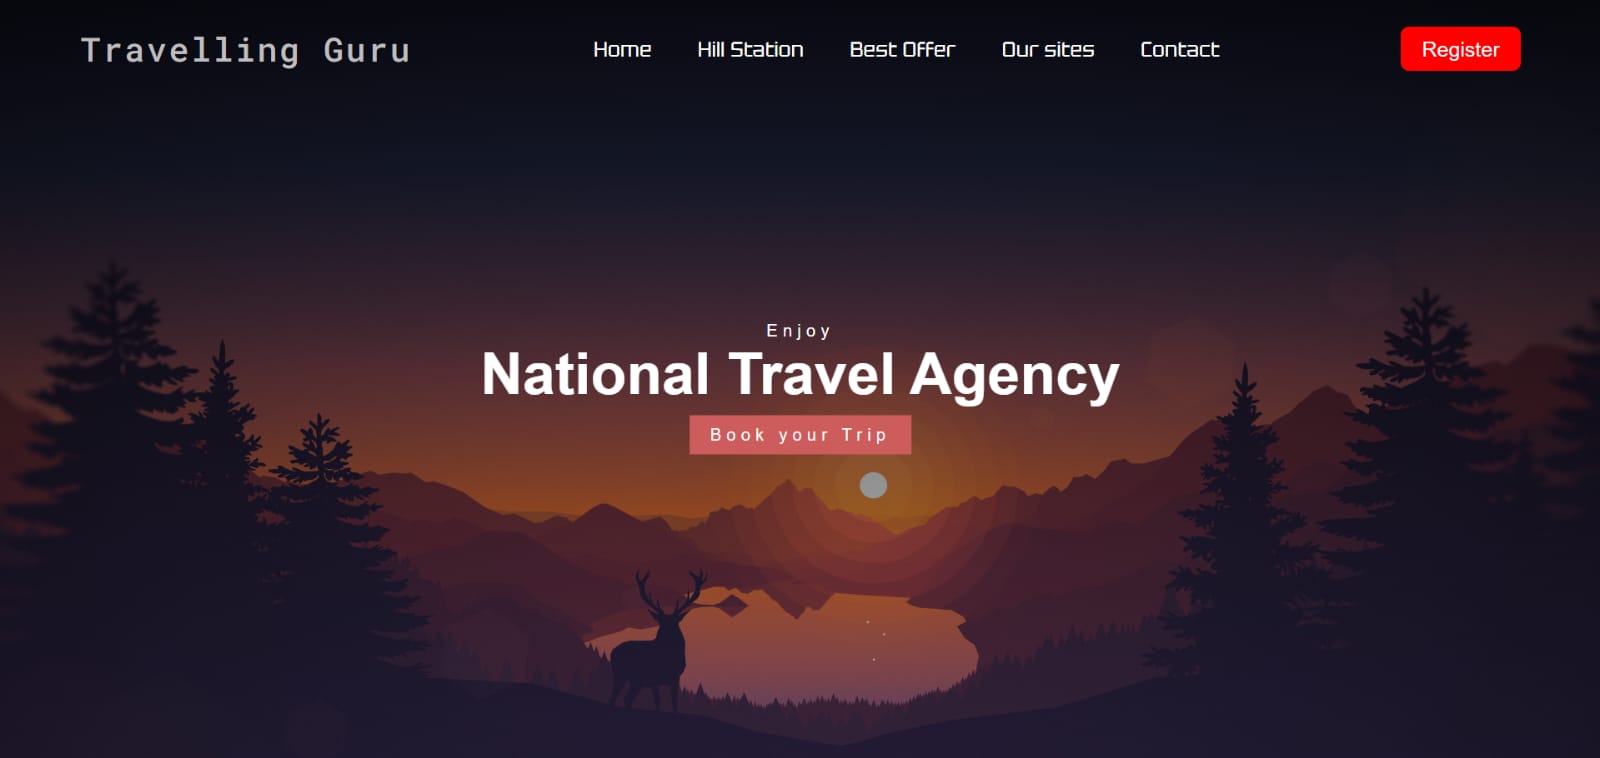 Travelling Guru Home Hill Station Best Offer Our sites Contact Register
Enjoy
National Travel Agency
Book your Trip